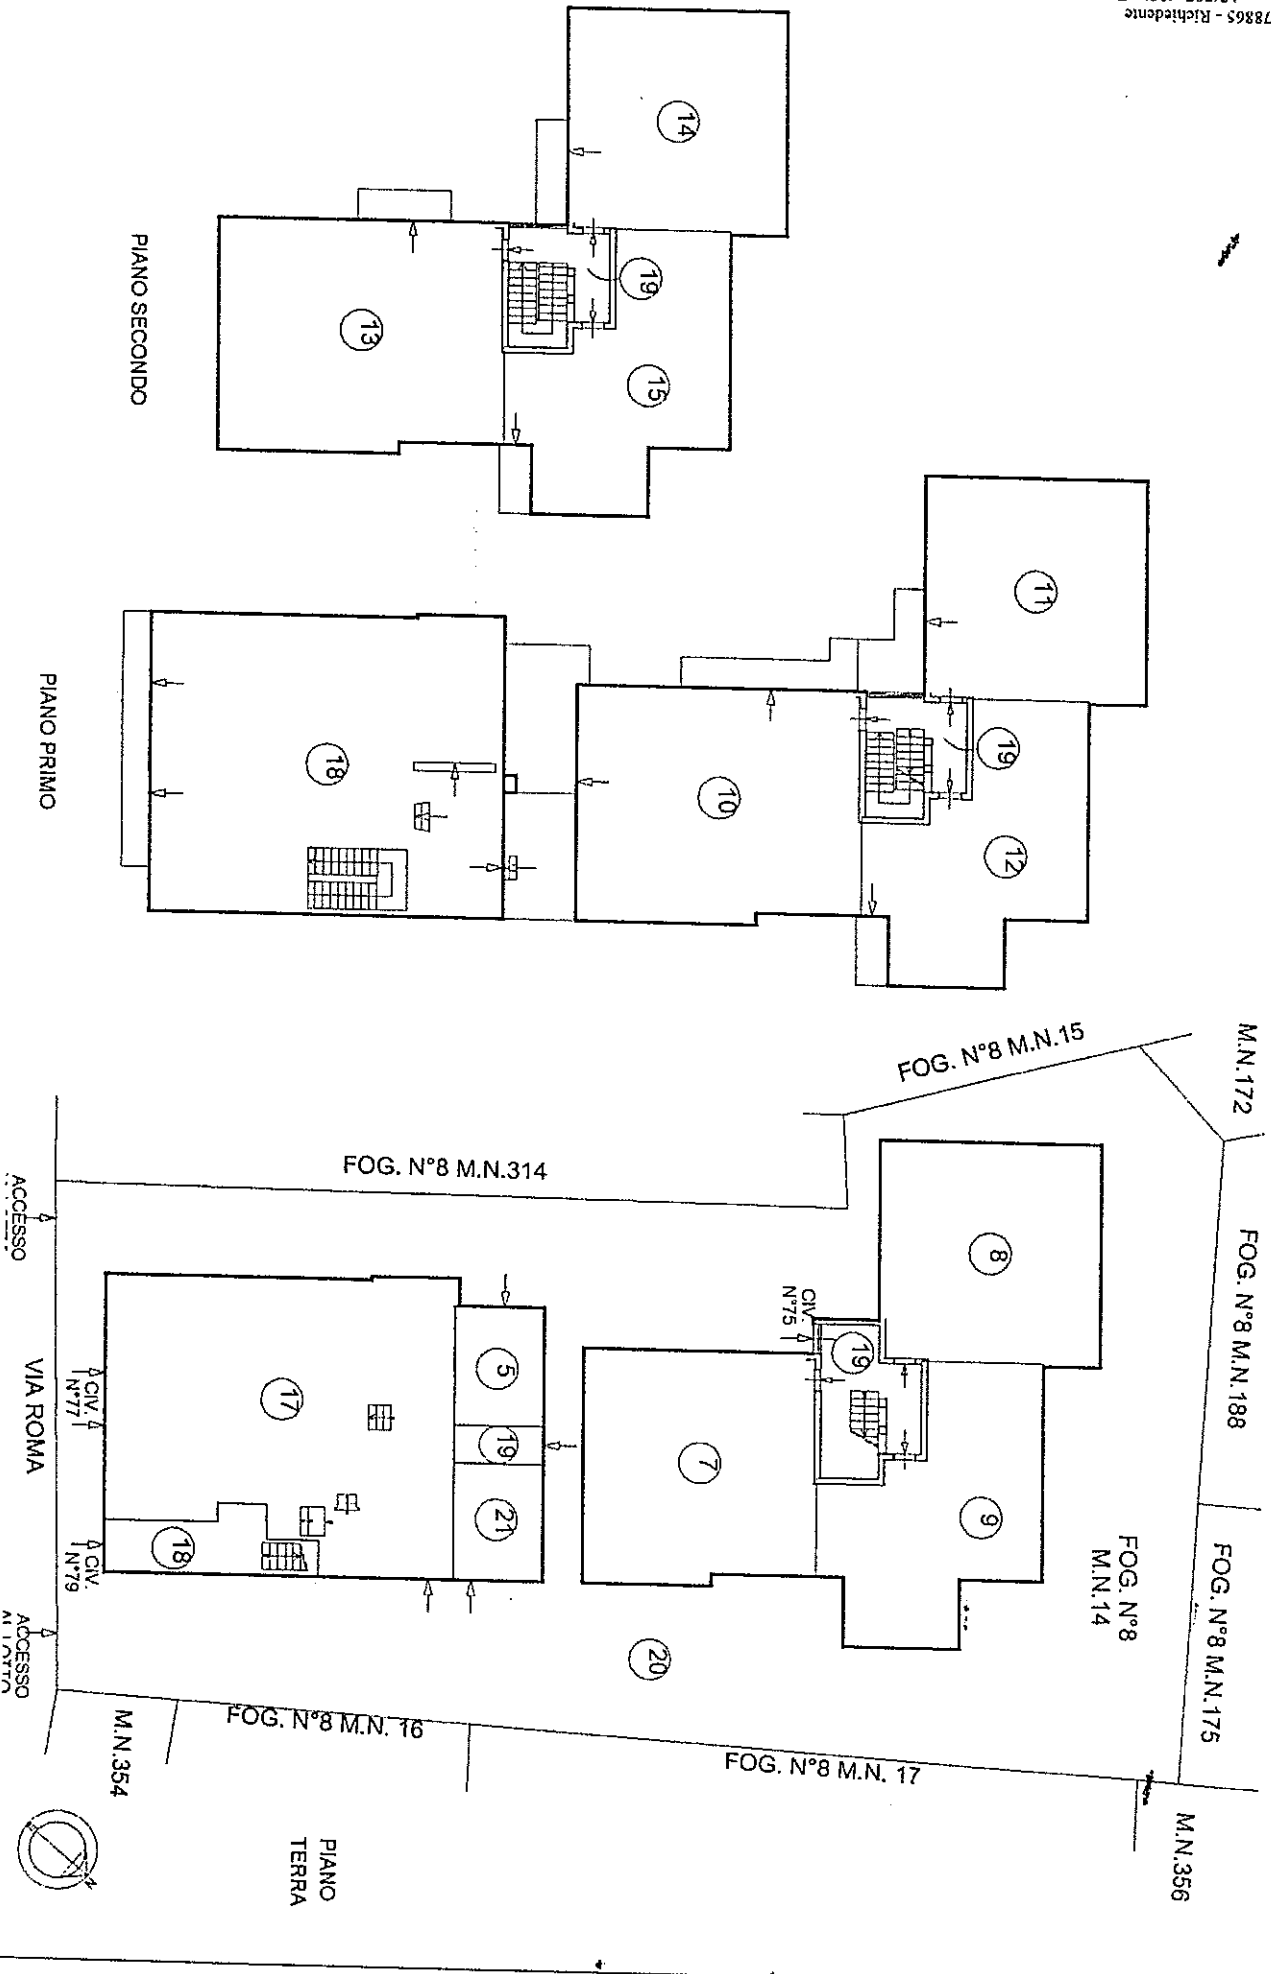 78865 - Richiedente
14
19
13
15
PIANO SECONDO
11
19
18
10
12
PIANO PRIMO
M.N.172
FOG. N°8 M.N.15
FOG. N°8 M.N.314
FOG. N°8 M.N.188
FOG. N°8 M.N.175
FOG. N°8
M.N.14
8
CIV.
N°75
19
7
9
5
19
21
17
18
20
ACCESSO
CIV.
N°77
VIA ROMA
CIV.
N°79
ACCESSO
M.N.354
FOG. N°8 M.N. 16
FOG. N°8 M.N. 17
M.N.356
PIANO
TERRA
N